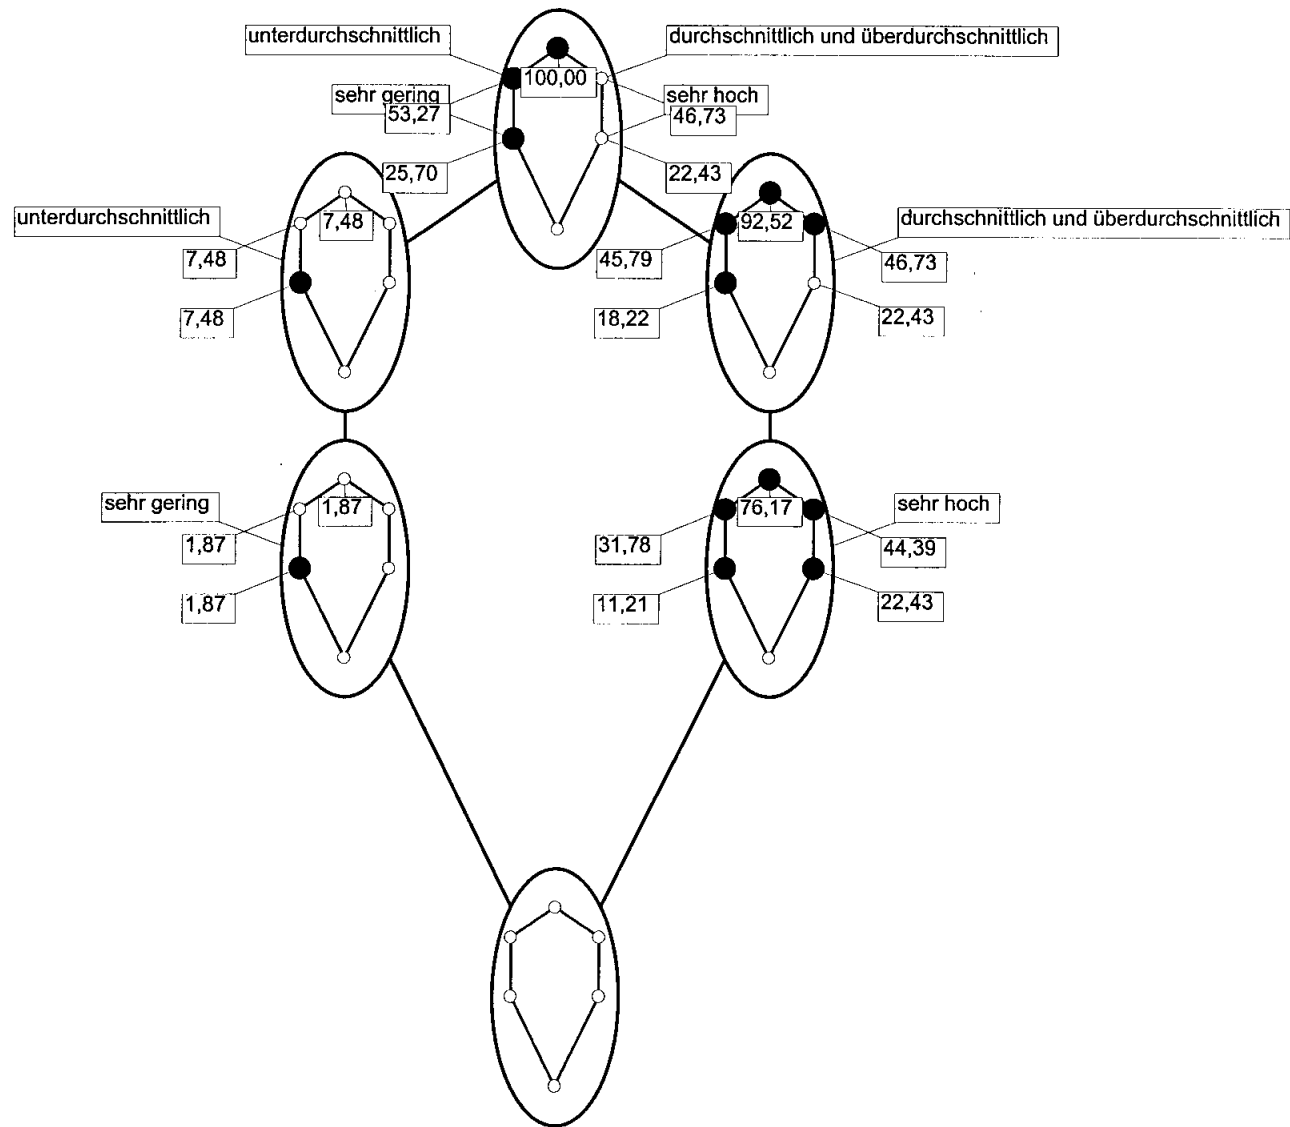 unterdurchschnittlich
durchschnittlich und überdurchschnittlich
100,00
sehr gering
sehr hoch
53,27
46,73
25,70
22,43
unterdurchschnittlich
7,48
92,52
durchschnittlich und überdurchschnittlich
7,48
45,79
46,73
7,48
18,22
22,43
sehr gering
1,87
76,17
sehr hoch
1,87
31,78
44,39
1,87
11,21
22,43